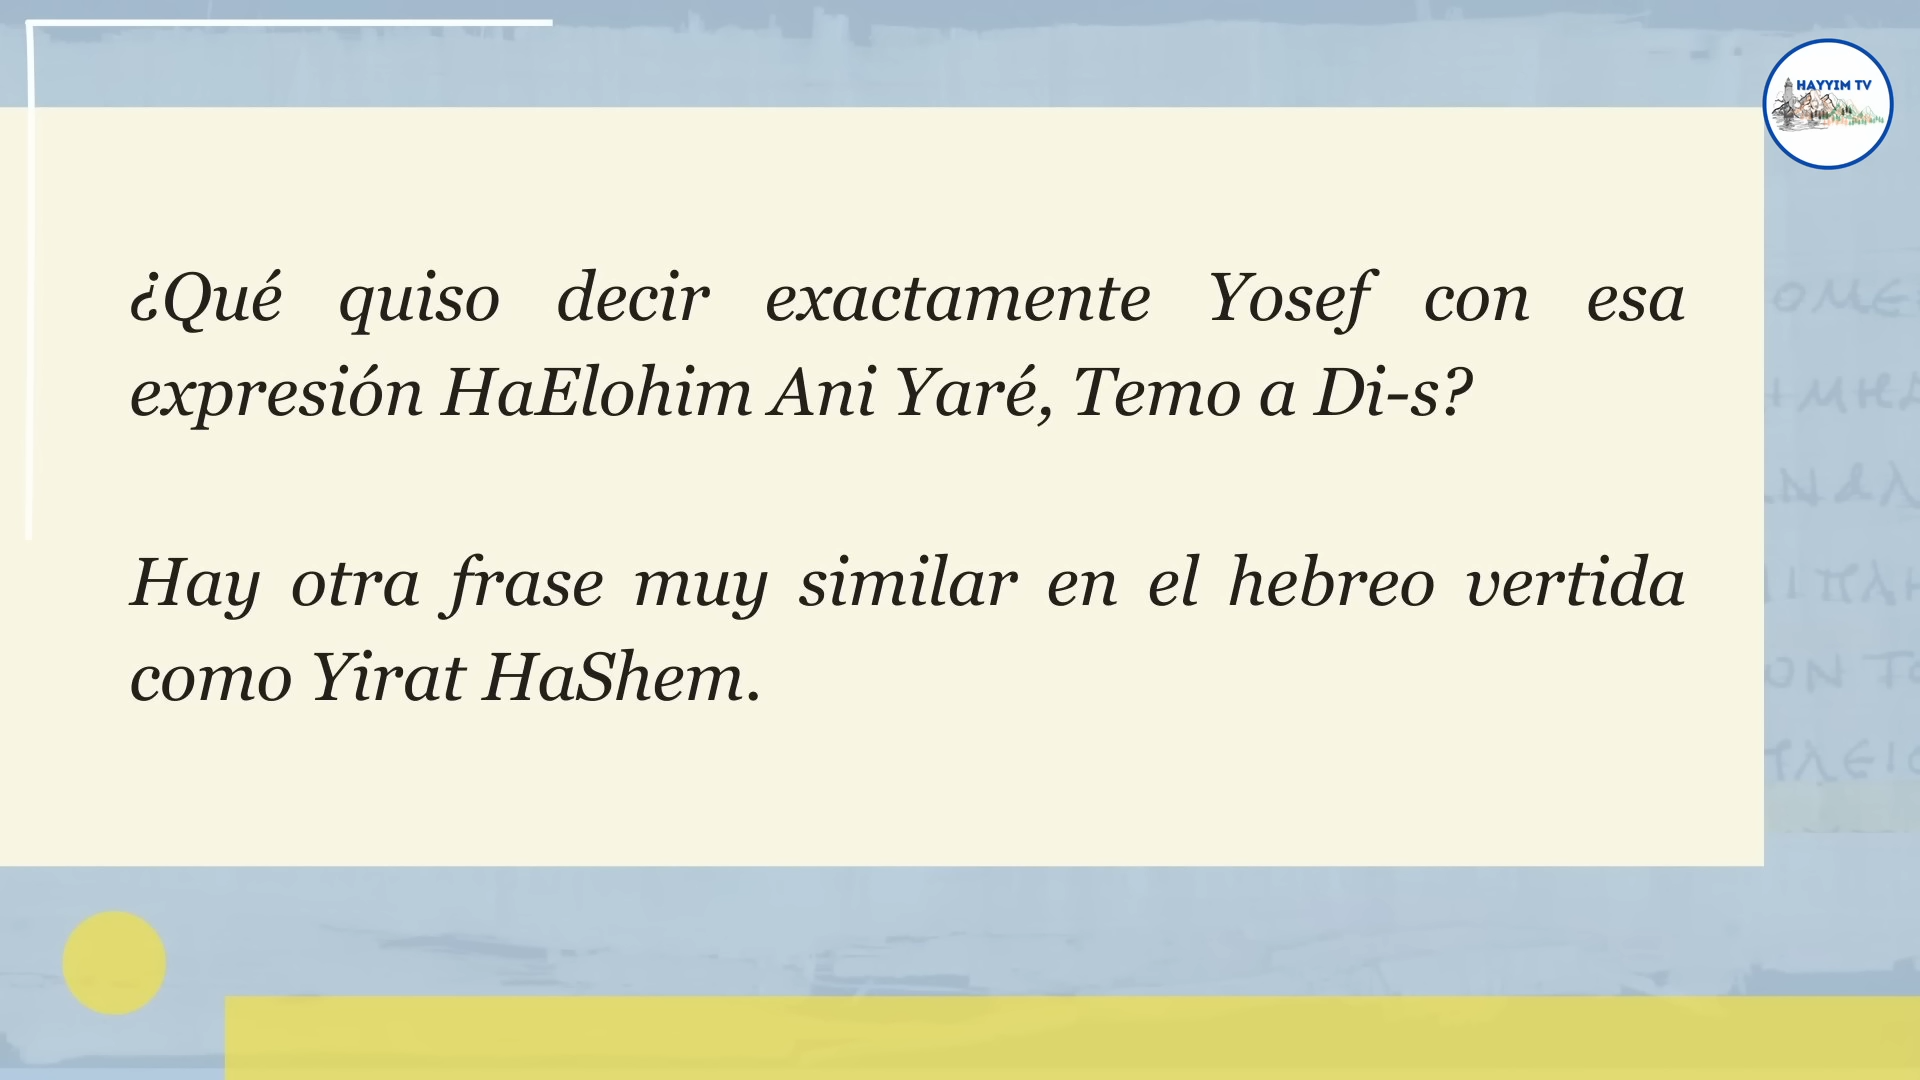 HAYYIM TV
¿Qué quiso decir exactamente Yosef con esa
expresión HaElohim Ani Yaré, Temo a Di-s?
Hay otra frase muy similar en el hebreo vertida
como Yirat HaShem.